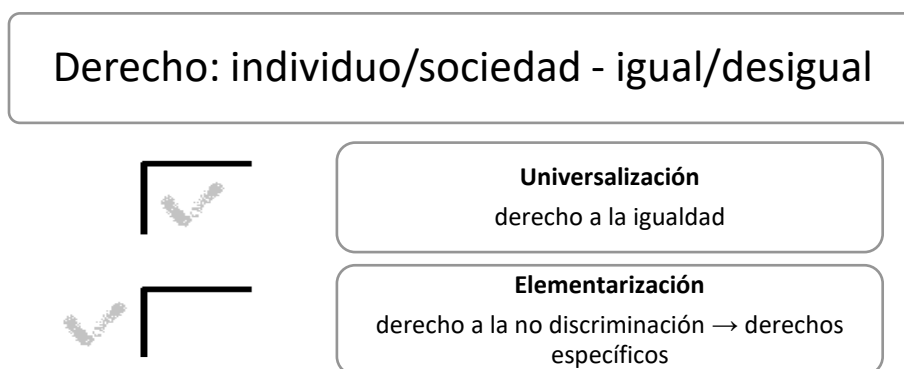 Derecho: individuo/sociedad - igual/desigual
Universalización
derecho a la igualdad
Elementarización
derecho a la no discriminación → derechos
específicos